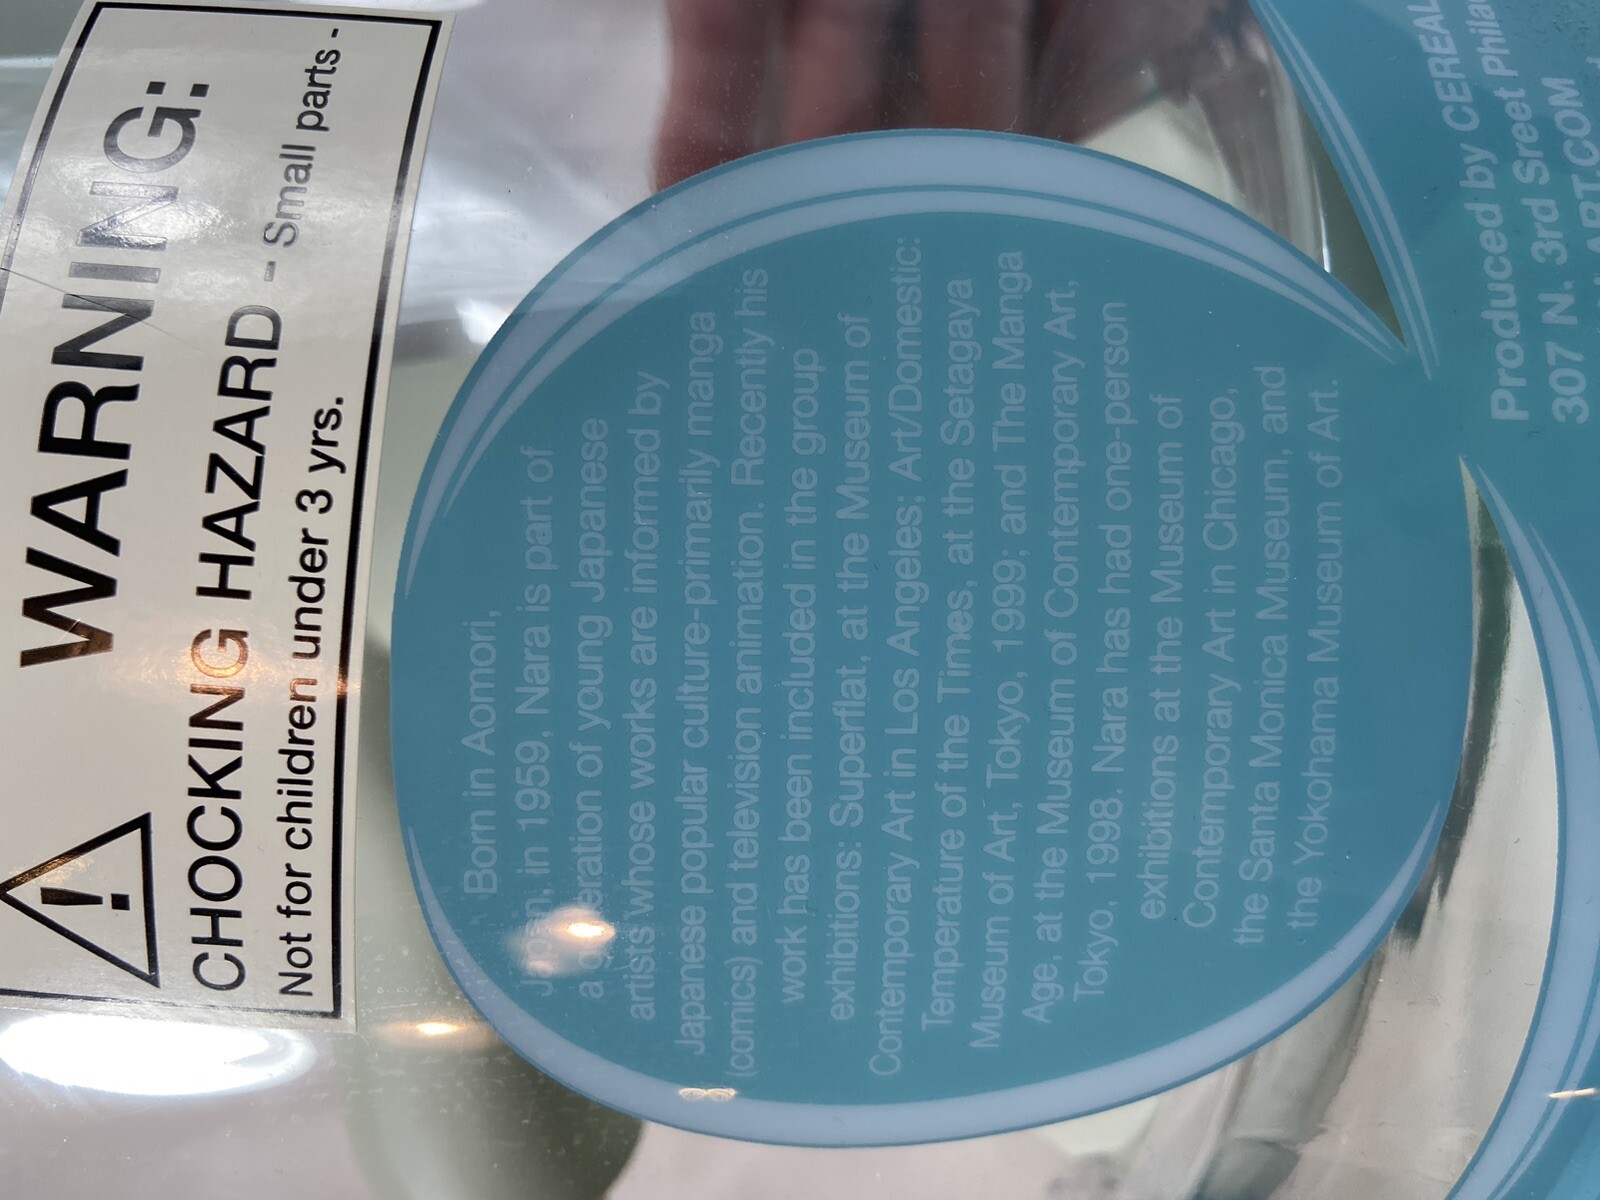 WARNING:
CHOCKING HAZARD - Small parts -
Not for children under 3 yrs.
Born in Aomori,
Japan, in 1959, Nara is part of
a generation of young Japanese
artists whose works are informed by
Japanese popular culture-primarily manga
(comics) and television animation. Recently his
work has been included in the group
exhibitions: Superflat, at the Museum of
Contemporary Art in Los Angeles; Art/Domestic:
Temperature of the Times, at the Setagaya
Museum of Art, Tokyo, 1999; and The Manga
Age, at the Museum of Contemporary Art,
Tokyo, 1998. Nara has had one-person
exhibitions at the Museum of
Contemporary Art in Chicago,
the Santa Monica Museum, and
the Yokohama Museum of Art.
Produced by CEREAL
307 N. 3rd Sreet Philad
ART.COM